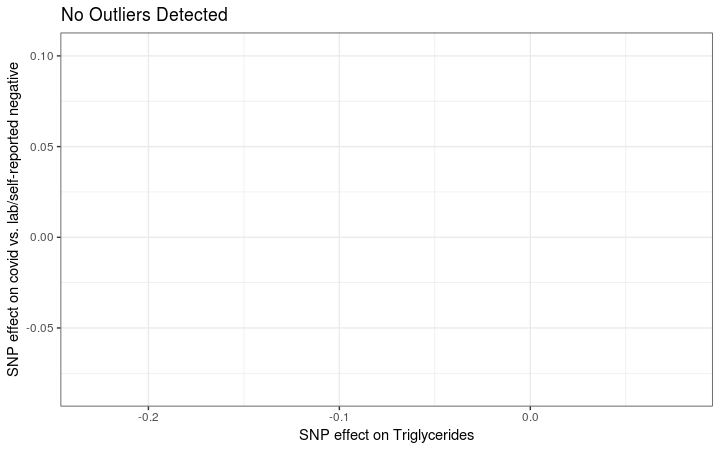 No Outliers Detected
SNP effect on covid vs. lab/self-reported negative
0.10
0.05
0.00
-0.05
-0.2
-0.1
0.0
SNP effect on Triglycerides